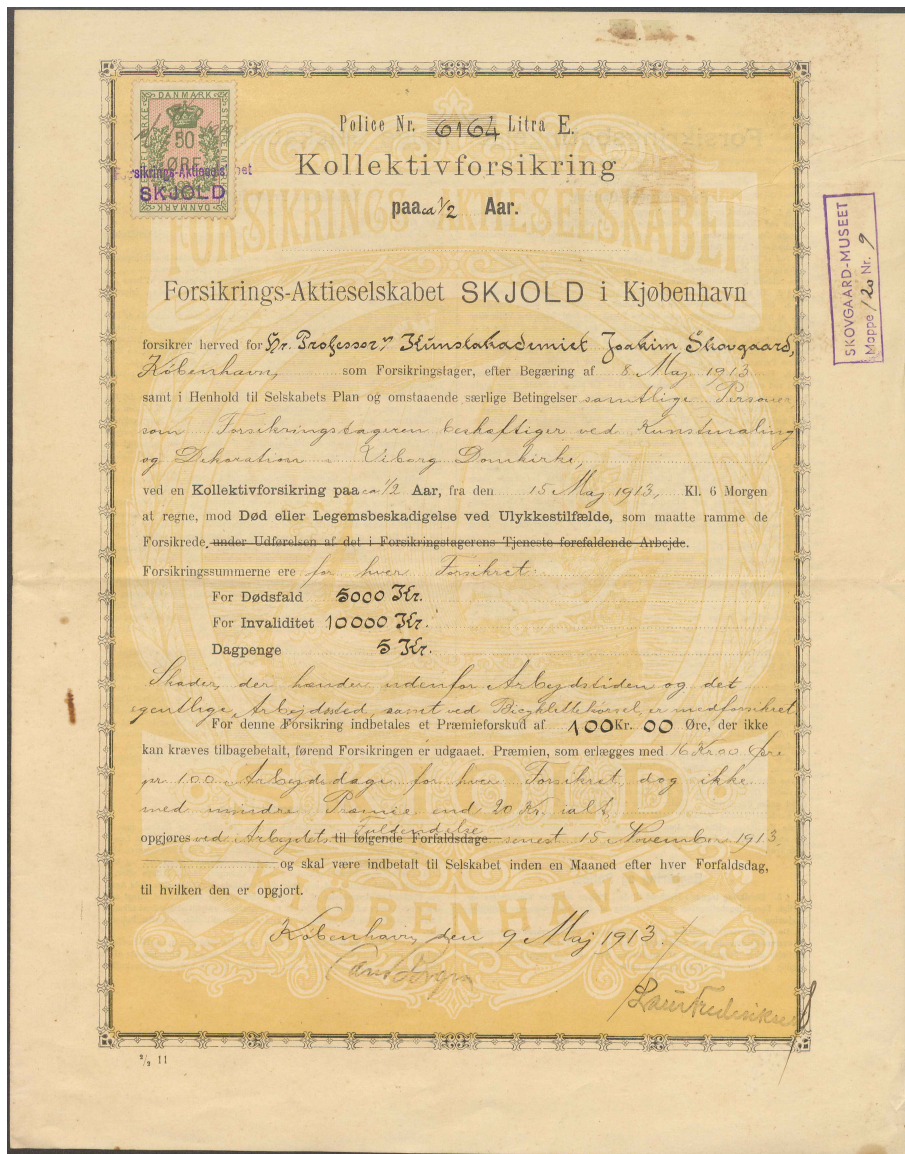 DANMARK
STEMPELMÆRKE
50
ØRE
Forsikrings-Aktieselskabet
SKJOLD
DANMARK
Police Nr. 6164 Litra E.
Kollektivforsikring
paa ca 1/2 Aar.
FORSIKRINGS-AKTIESELSKABET
SKOVGAARD-MUSEET
Mappe 120 Nr. 9
Forsikrings-Aktieselskabet SKJOLD i Kjøbenhavn
forsikrer herved for Hr. Professor v Kunstakademiet Joakim Skovgaard,
København, som Forsikringstager, efter Begæring af 8 Maj 1913
samt i Henhold til Selskabets Plan og omstaaende særlige Betingelser samtlige Personer
som Forsikringstageren beskæftiger ved Kunstmaling
og Dekoration i Viborg Domkirke,
ved en Kollektivforsikring paa ca 1/2 Aar, fra den 15 Maj 1913, Kl. 6 Morgen
at regne, mod Død eller Legemsbeskadigelse ved Ulykkestilfælde, som maatte ramme de
Forsikrede, under Udførelsen af det i Forsikringstagerens Tjeneste forefaldende Arbejde.
Forsikringssummerne ere for hver Forsikret:
For Dødsfald 5000 Kr.
For Invaliditet 10000 Kr.
Dagpenge 5 Kr.
Skader, der hænder udenfor Arbejdstiden og det
egentlige Arbejdssted, samt ved Bicyklettekørsel, er medforsikret
For denne Forsikring indbetales et Præmieforskud af 100 Kr. 00 Øre, der ikke
kan kræves tilbagebetalt, førend Forsikringen er udgaaet. Præmien, som erlægges med 16 Kr 00 Øre
pr 100 Arbejdsdage for hver Forsikret, dog ikke
med mindre Præmie end 20 Kr. ialt,
fuldendelse
opgjøres ved Arbejdets til følgende Forfaldsdage senest 15 November 1913
og skal være indbetalt til Selskabet inden en Maaned efter hver Forfaldsdag,
til hvilken den er opgjort.
KJØBENHAVN.
København, den 9 Maj 1913.
Laur Frederiksen
2/9 11